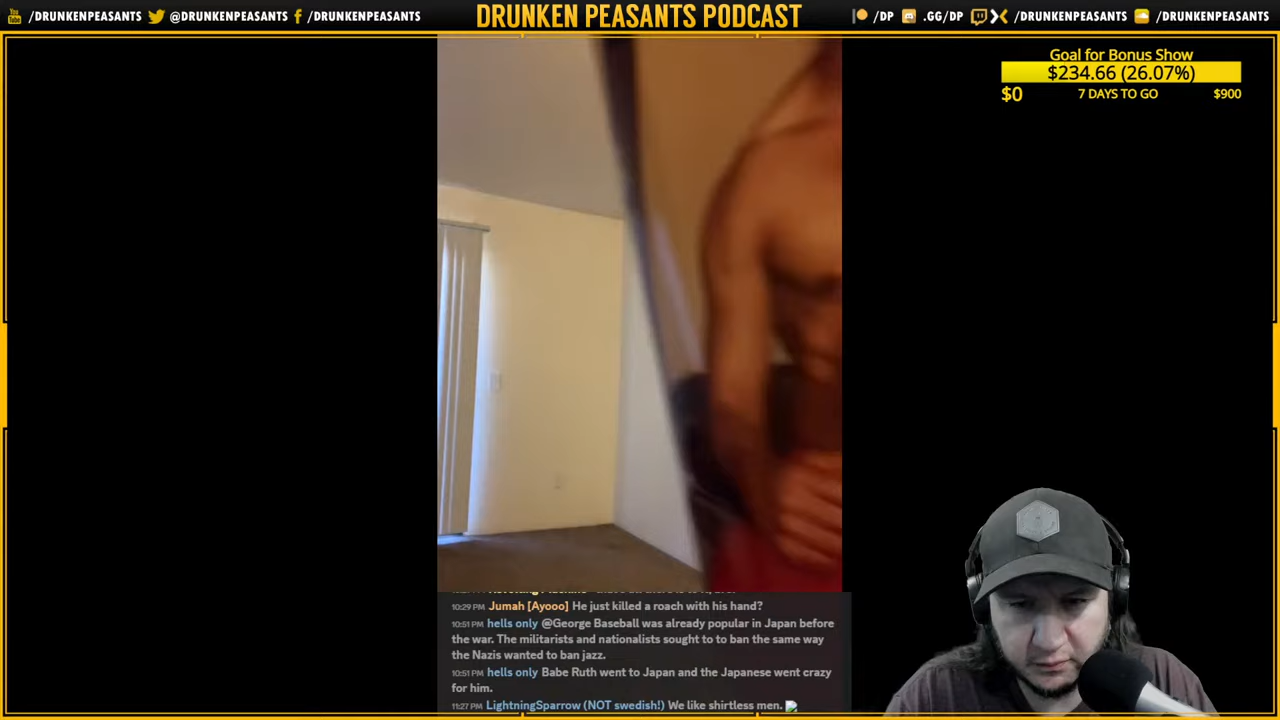 /DRUNKENPEASANTS @DRUNKENPEASANTS /DRUNKENPEASANTS DRUNKEN PEASANTS PODCAST /DP .GG/DP /DRUNKENPEASANTS /DRUNKENPEASANTS
Goal for Bonus Show
$234.66 (26.07%)
$0 7 DAYS TO GO $900
10:29 PM Jumah [Ayooo] He just killed a roach with his hand?
10:51 PM hells only @George Baseball was already popular in Japan before
the war. The militarists and nationalists sought to to ban the same way
the Nazis wanted to ban jazz.
10:51 PM hells only Babe Ruth went to Japan and the Japanese went crazy
for him.
11:27 PM LightningSparrow (NOT swedish!) We like shirtless men.